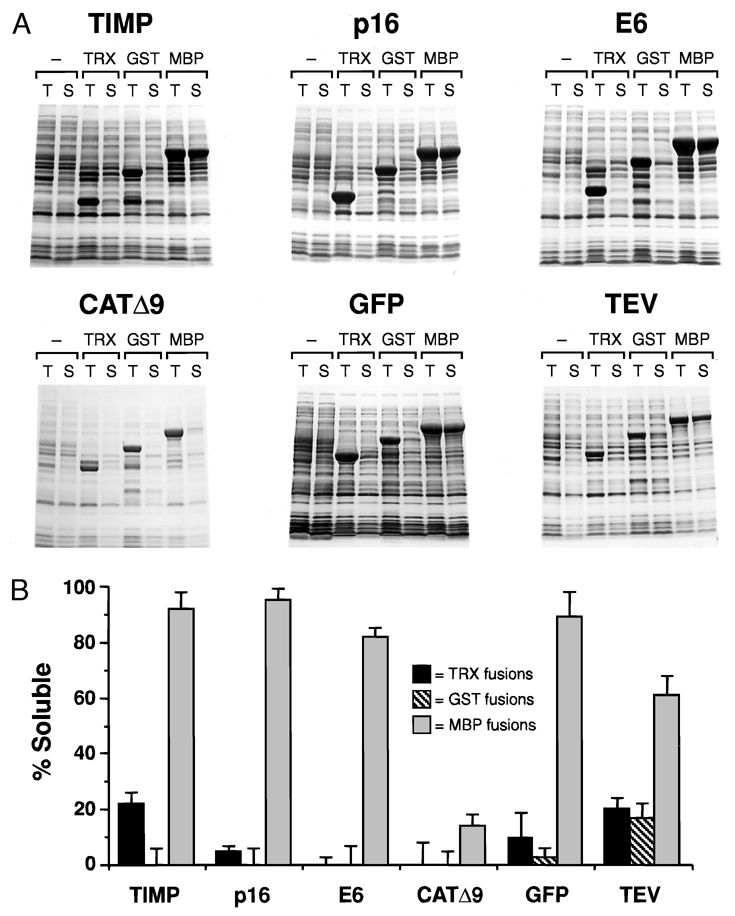 A
TIMP p16 E6
– TRX GST MBP – TRX GST MBP – TRX GST MBP
T S T S T S T S T S T S T S T S T S T S T S T S
CATΔ9 GFP TEV
– TRX GST MBP – TRX GST MBP – TRX GST MBP
T S T S T S T S T S T S T S T S T S T S T S T S
B
100
80
60
40
20
0
% Soluble
= TRX fusions
= GST fusions
= MBP fusions
TIMP p16 E6 CATΔ9 GFP TEV